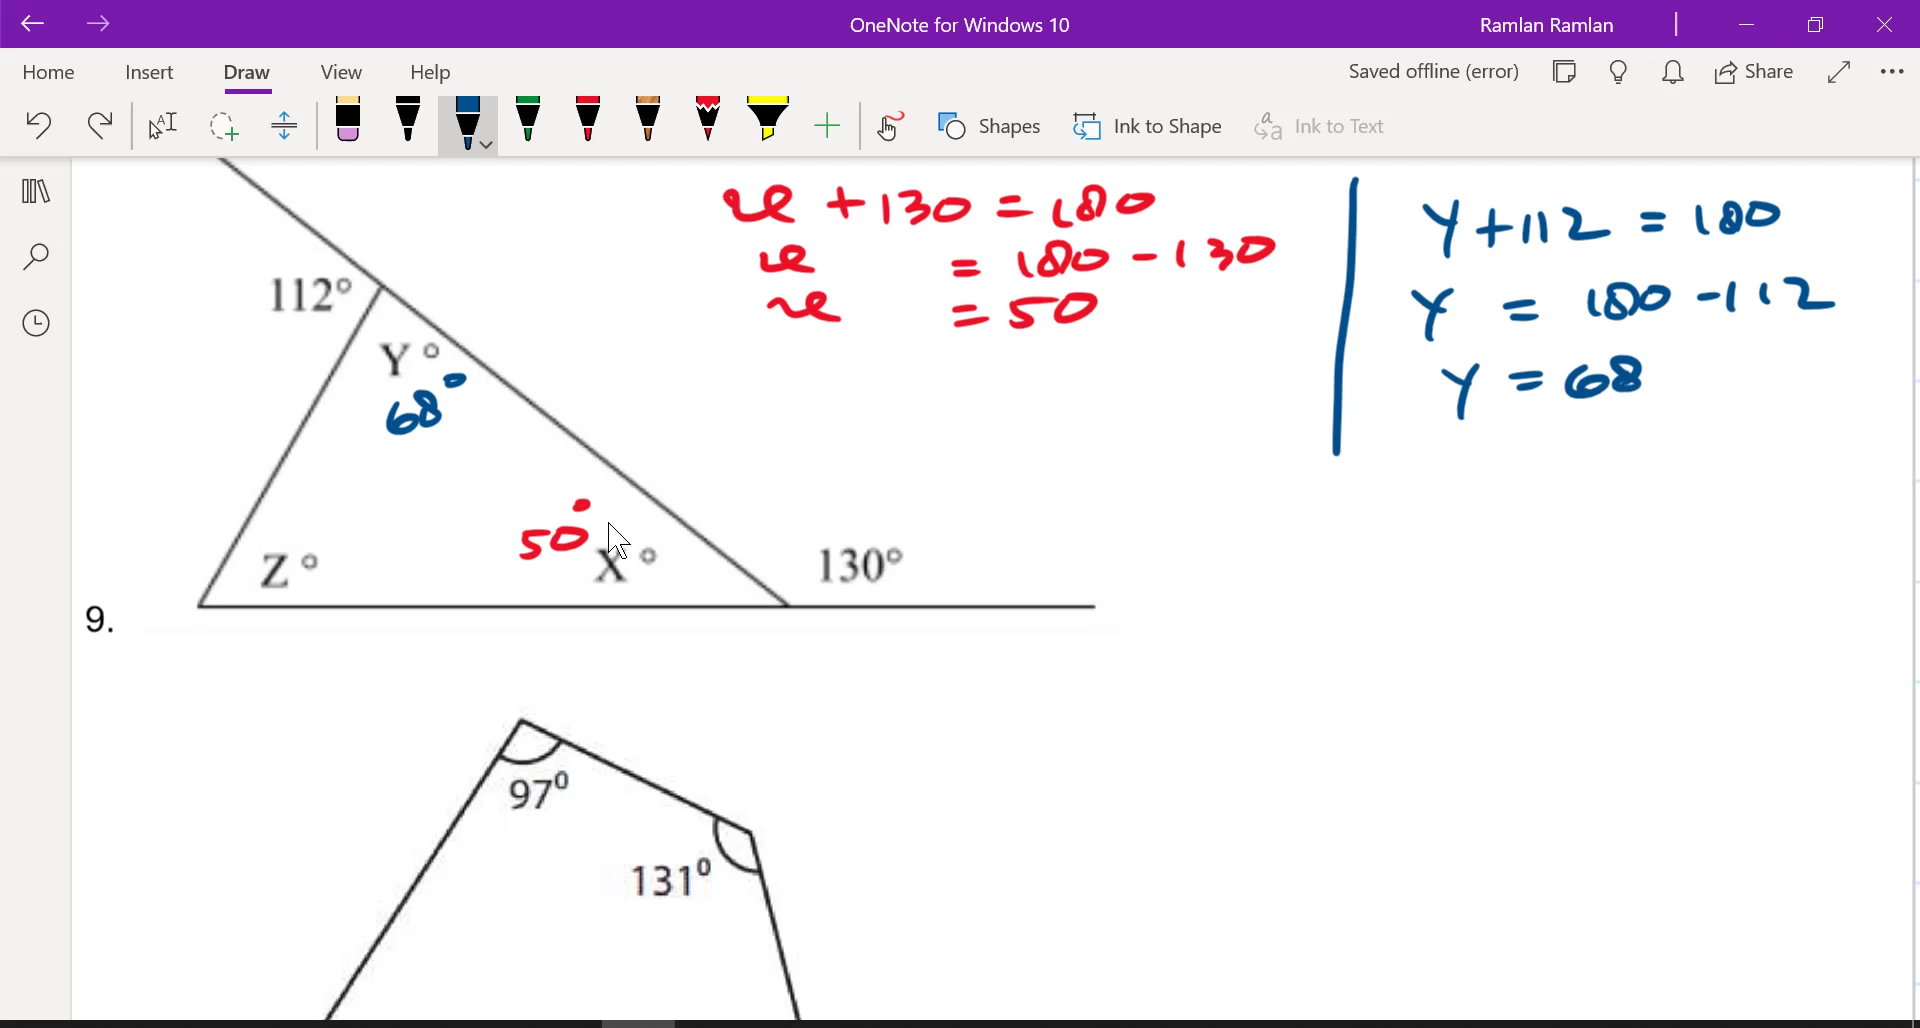 OneNote for Windows 10
Ramlan Ramlan
Home Insert Draw View Help
Saved offline (error) Share
Shapes Ink to Shape Ink to Text
x + 130 = 180
x = 180 - 130
x = 50
Y + 112 = 180
Y = 180 - 112
Y = 68
112°
Y°
68°
50°
Z° X° 130°
9.
97⁰
131⁰